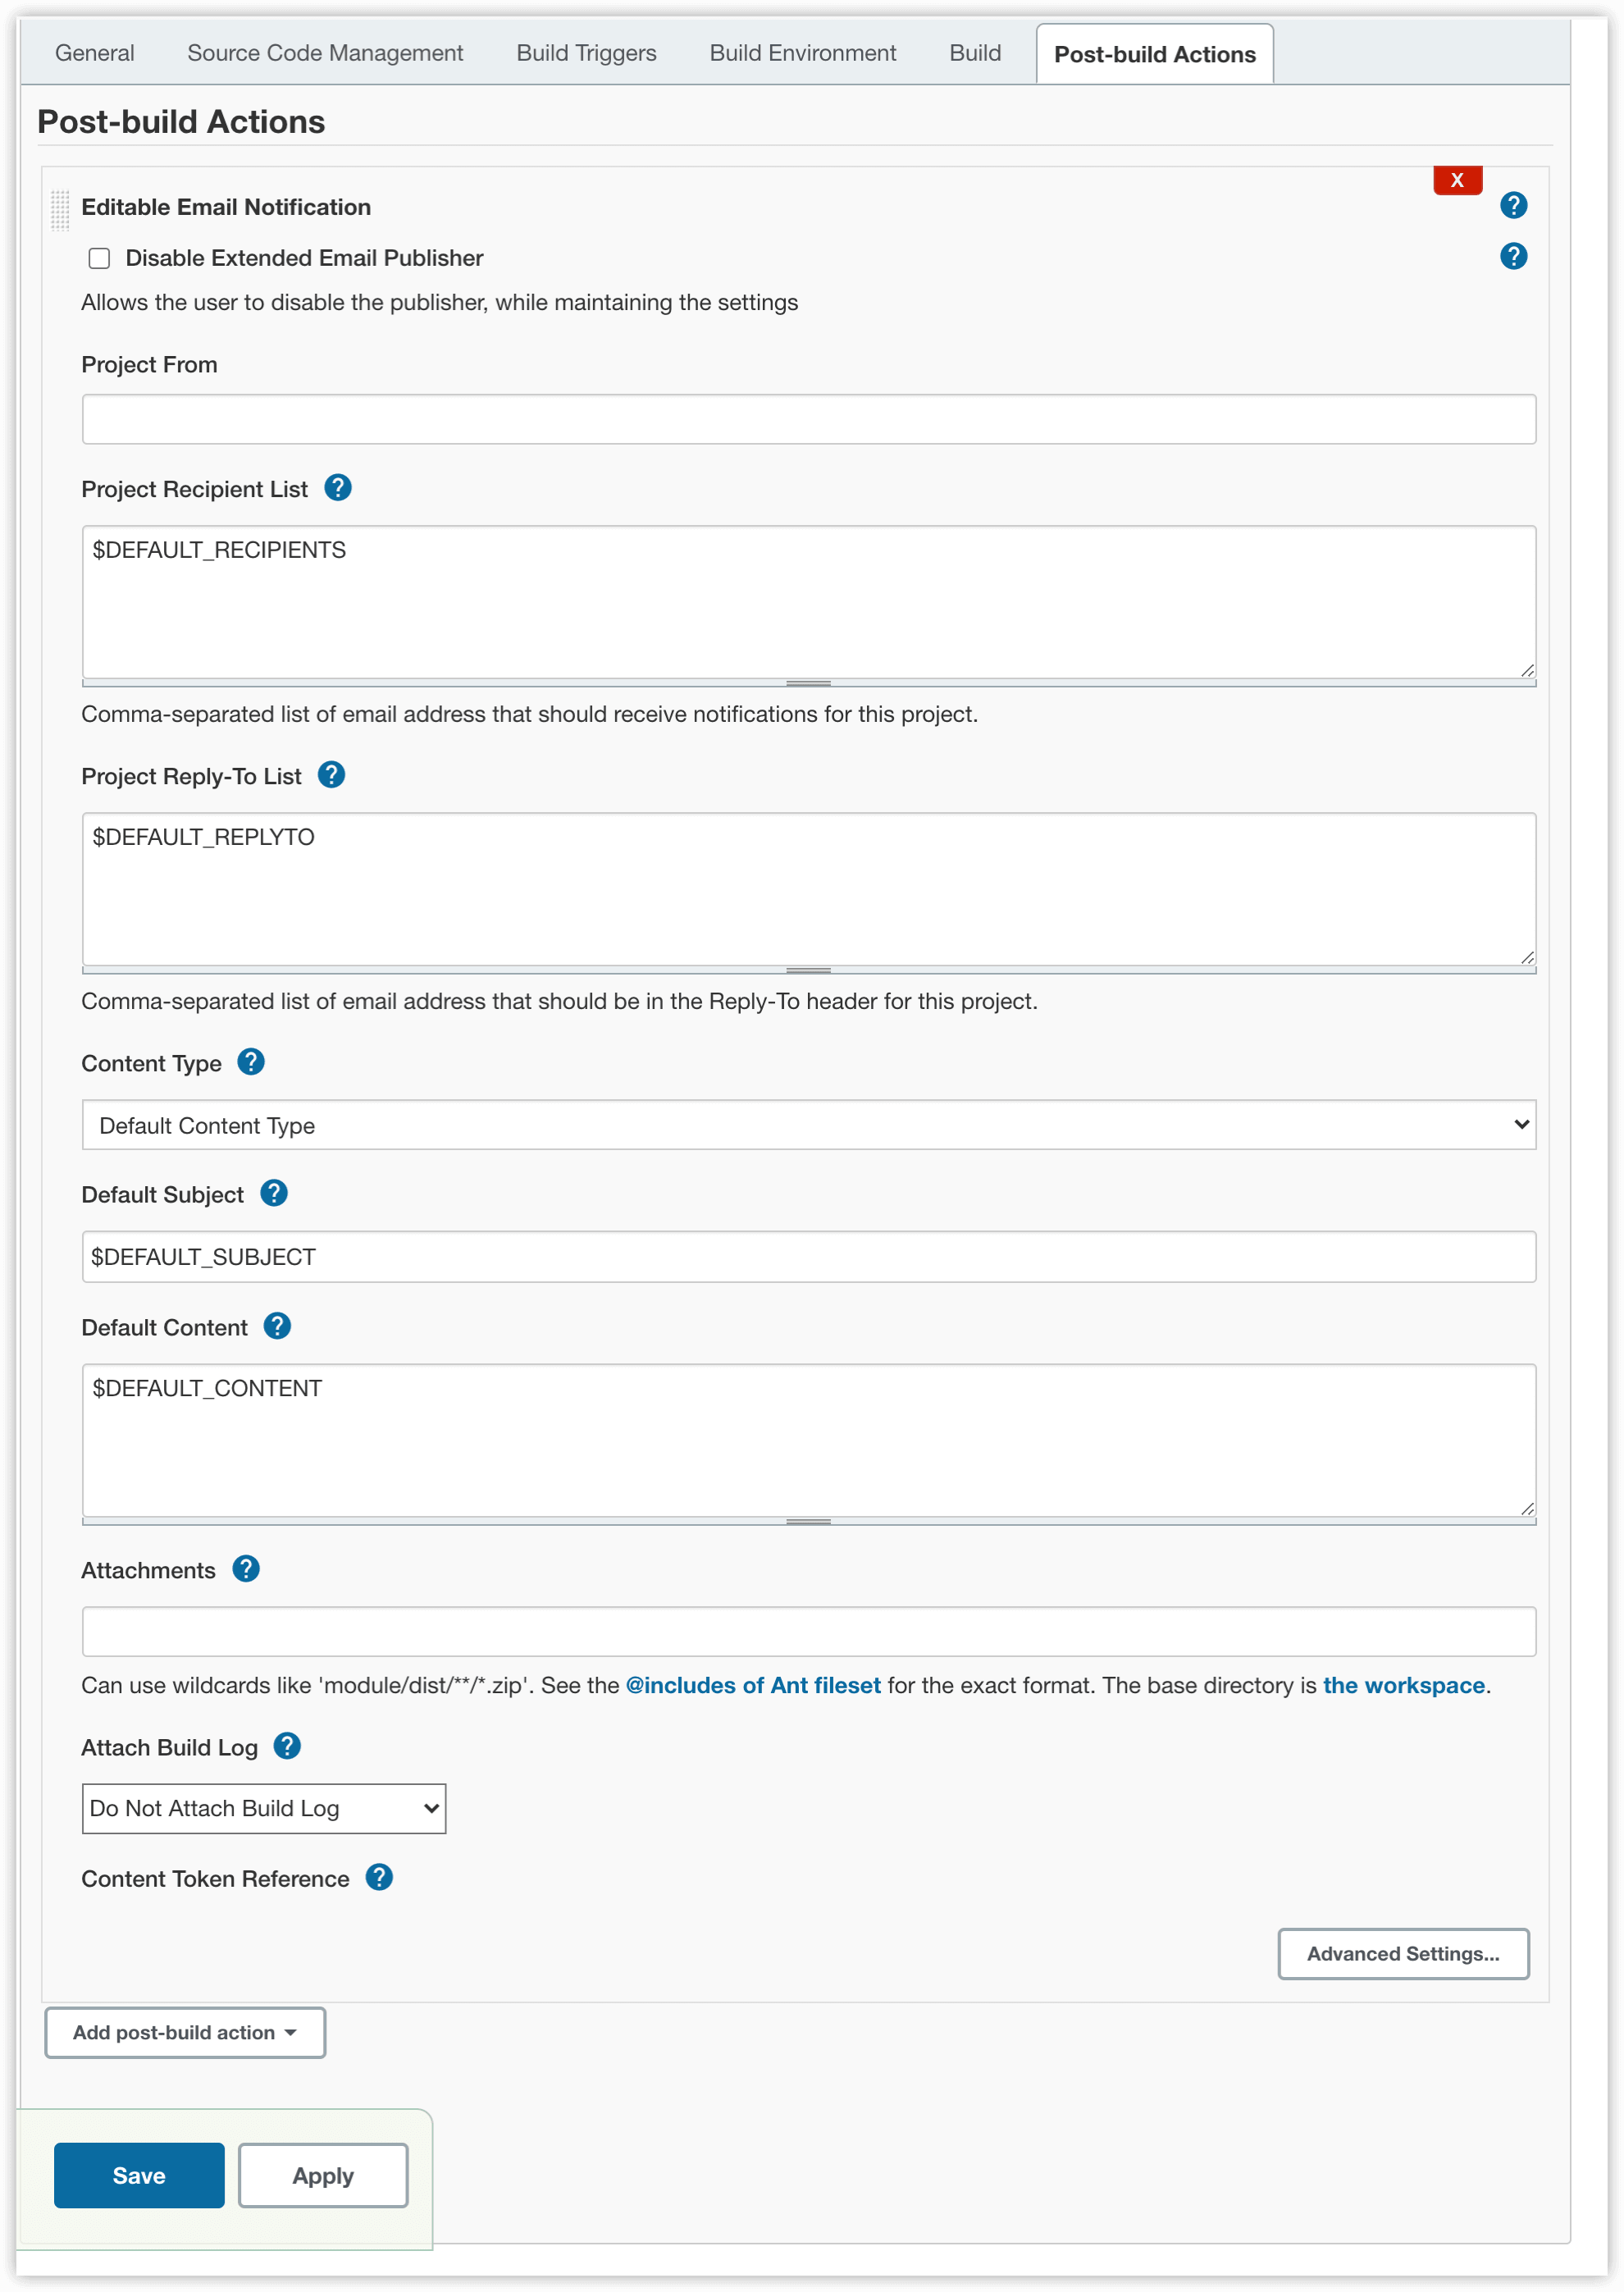 General Source Code Management Build Triggers Build Environment Build Post-build Actions
Post-build Actions
X
Editable Email Notification ?
Disable Extended Email Publisher ?
Allows the user to disable the publisher, while maintaining the settings
Project From
Project Recipient List ?
$DEFAULT_RECIPIENTS
Comma-separated list of email address that should receive notifications for this project.
Project Reply-To List ?
$DEFAULT_REPLYTO
Comma-separated list of email address that should be in the Reply-To header for this project.
Content Type ?
Default Content Type
Default Subject ?
$DEFAULT_SUBJECT
Default Content ?
$DEFAULT_CONTENT
Attachments ?
Can use wildcards like 'module/dist/**/*.zip'. See the @includes of Ant fileset for the exact format. The base directory is the workspace.
Attach Build Log ?
Do Not Attach Build Log
Content Token Reference ?
Advanced Settings...
Add post-build action
Save Apply